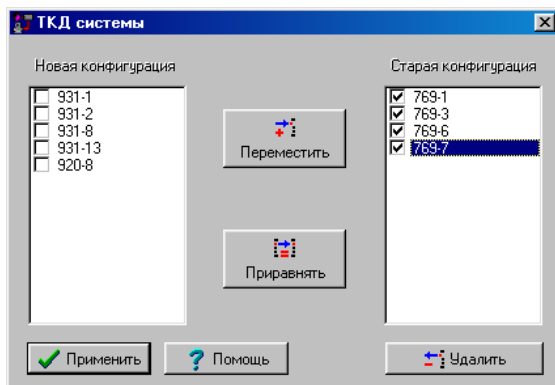 ТКД системы
Новая конфигурация
931-1
931-2
931-8
931-13
920-8
Переместить
Приравнять
Старая конфигурация
769-1
769-3
769-6
769-7
Применить
Помощь
Удалить